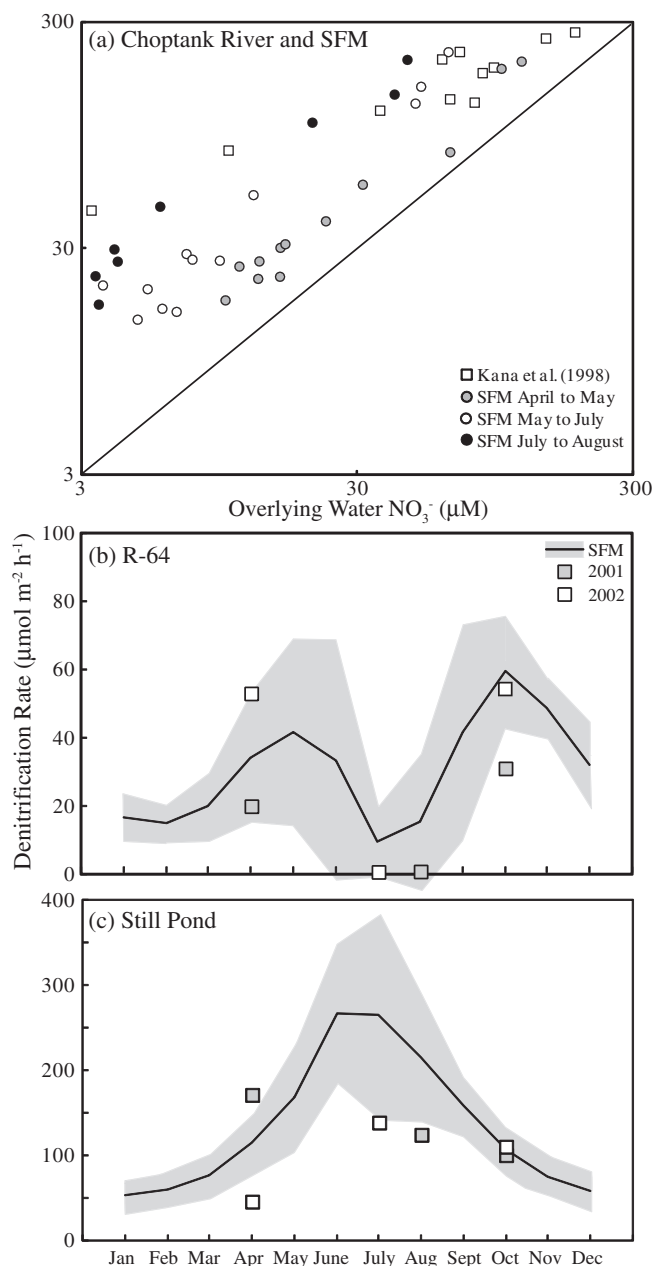 300
(a) Choptank River and SFM
30
Kana et al. (1998)
SFM April to May
SFM May to July
SFM July to August
3
3 30 300
Overlying Water NO₃⁻ (μM)
Denitrification Rate (μmol m⁻² h⁻¹)
100
(b) R-64
SFM
2001
2002
80
60
40
20
0
400
(c) Still Pond
300
200
100
0
Jan Feb Mar Apr May June July Aug Sept Oct Nov Dec